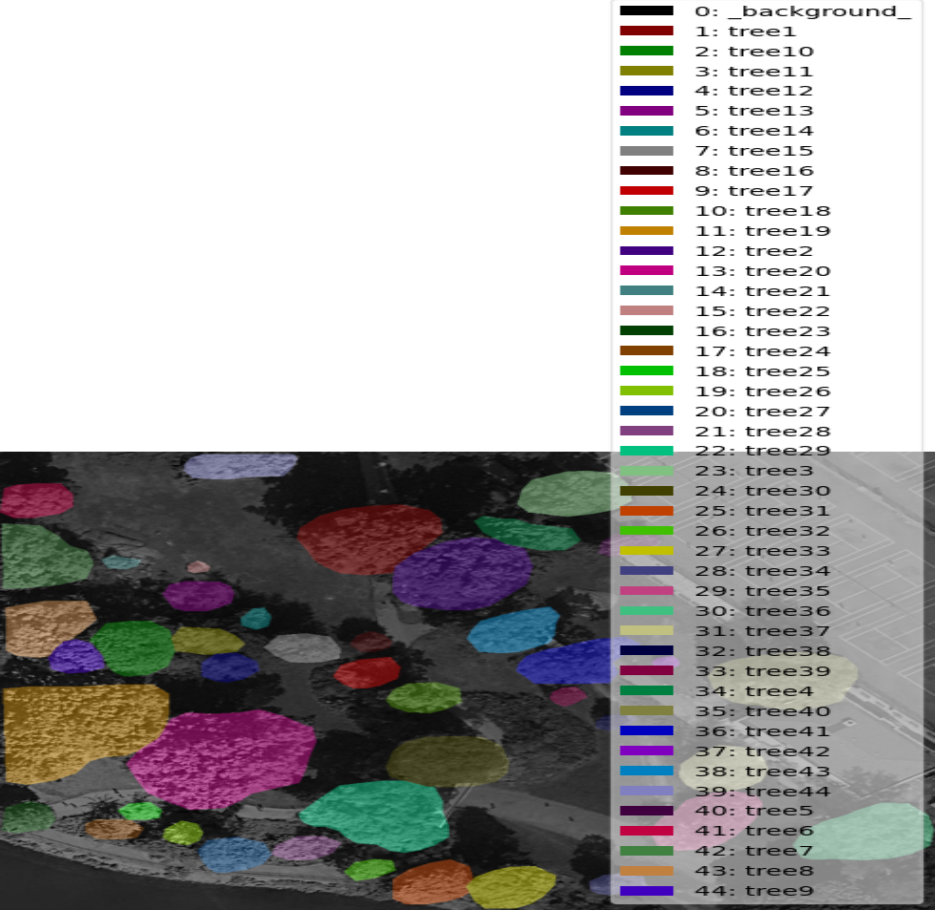 0: _background_
1: tree1
2: tree10
3: tree11
4: tree12
5: tree13
6: tree14
7: tree15
8: tree16
9: tree17
10: tree18
11: tree19
12: tree2
13: tree20
14: tree21
15: tree22
16: tree23
17: tree24
18: tree25
19: tree26
20: tree27
21: tree28
22: tree29
23: tree3
24: tree30
25: tree31
26: tree32
27: tree33
28: tree34
29: tree35
30: tree36
31: tree37
32: tree38
33: tree39
34: tree4
35: tree40
36: tree41
37: tree42
38: tree43
39: tree44
40: tree5
41: tree6
42: tree7
43: tree8
44: tree9